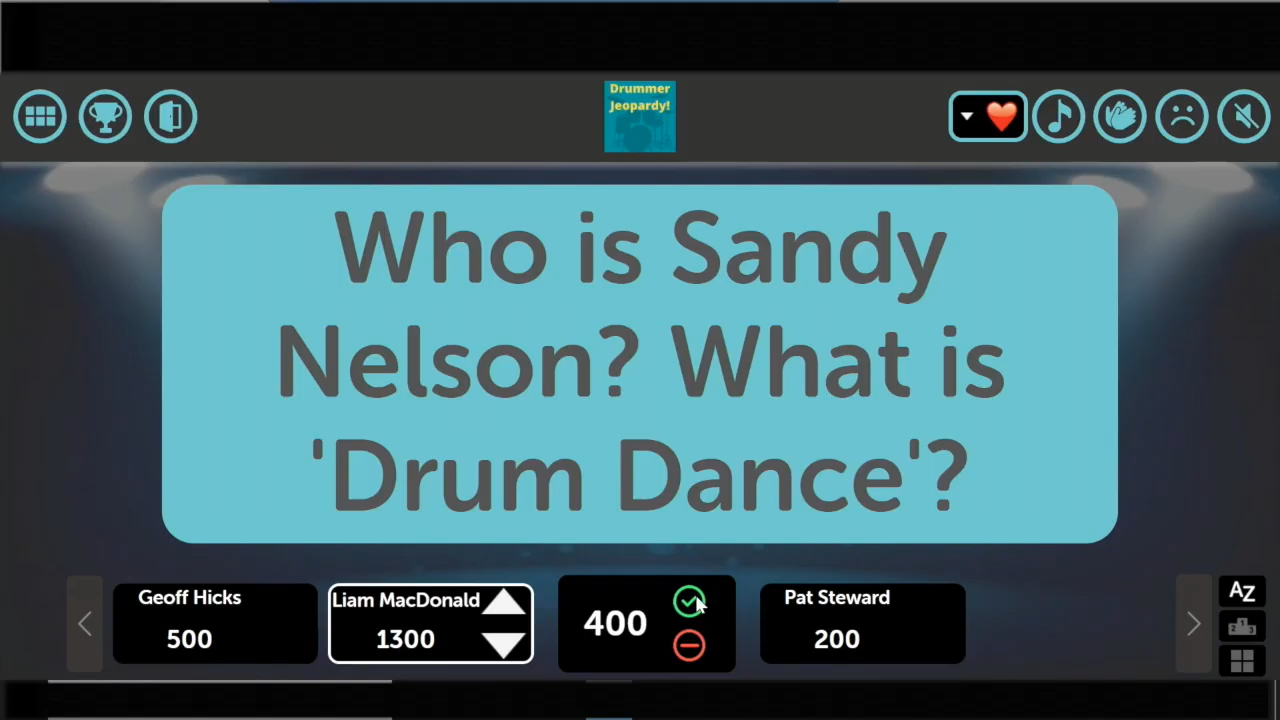 Drummer
Jeopardy!
Who is Sandy
Nelson? What is
'Drum Dance'?
Geoff Hicks
500
Liam MacDonald
1300
400
Pat Steward
200
AZ